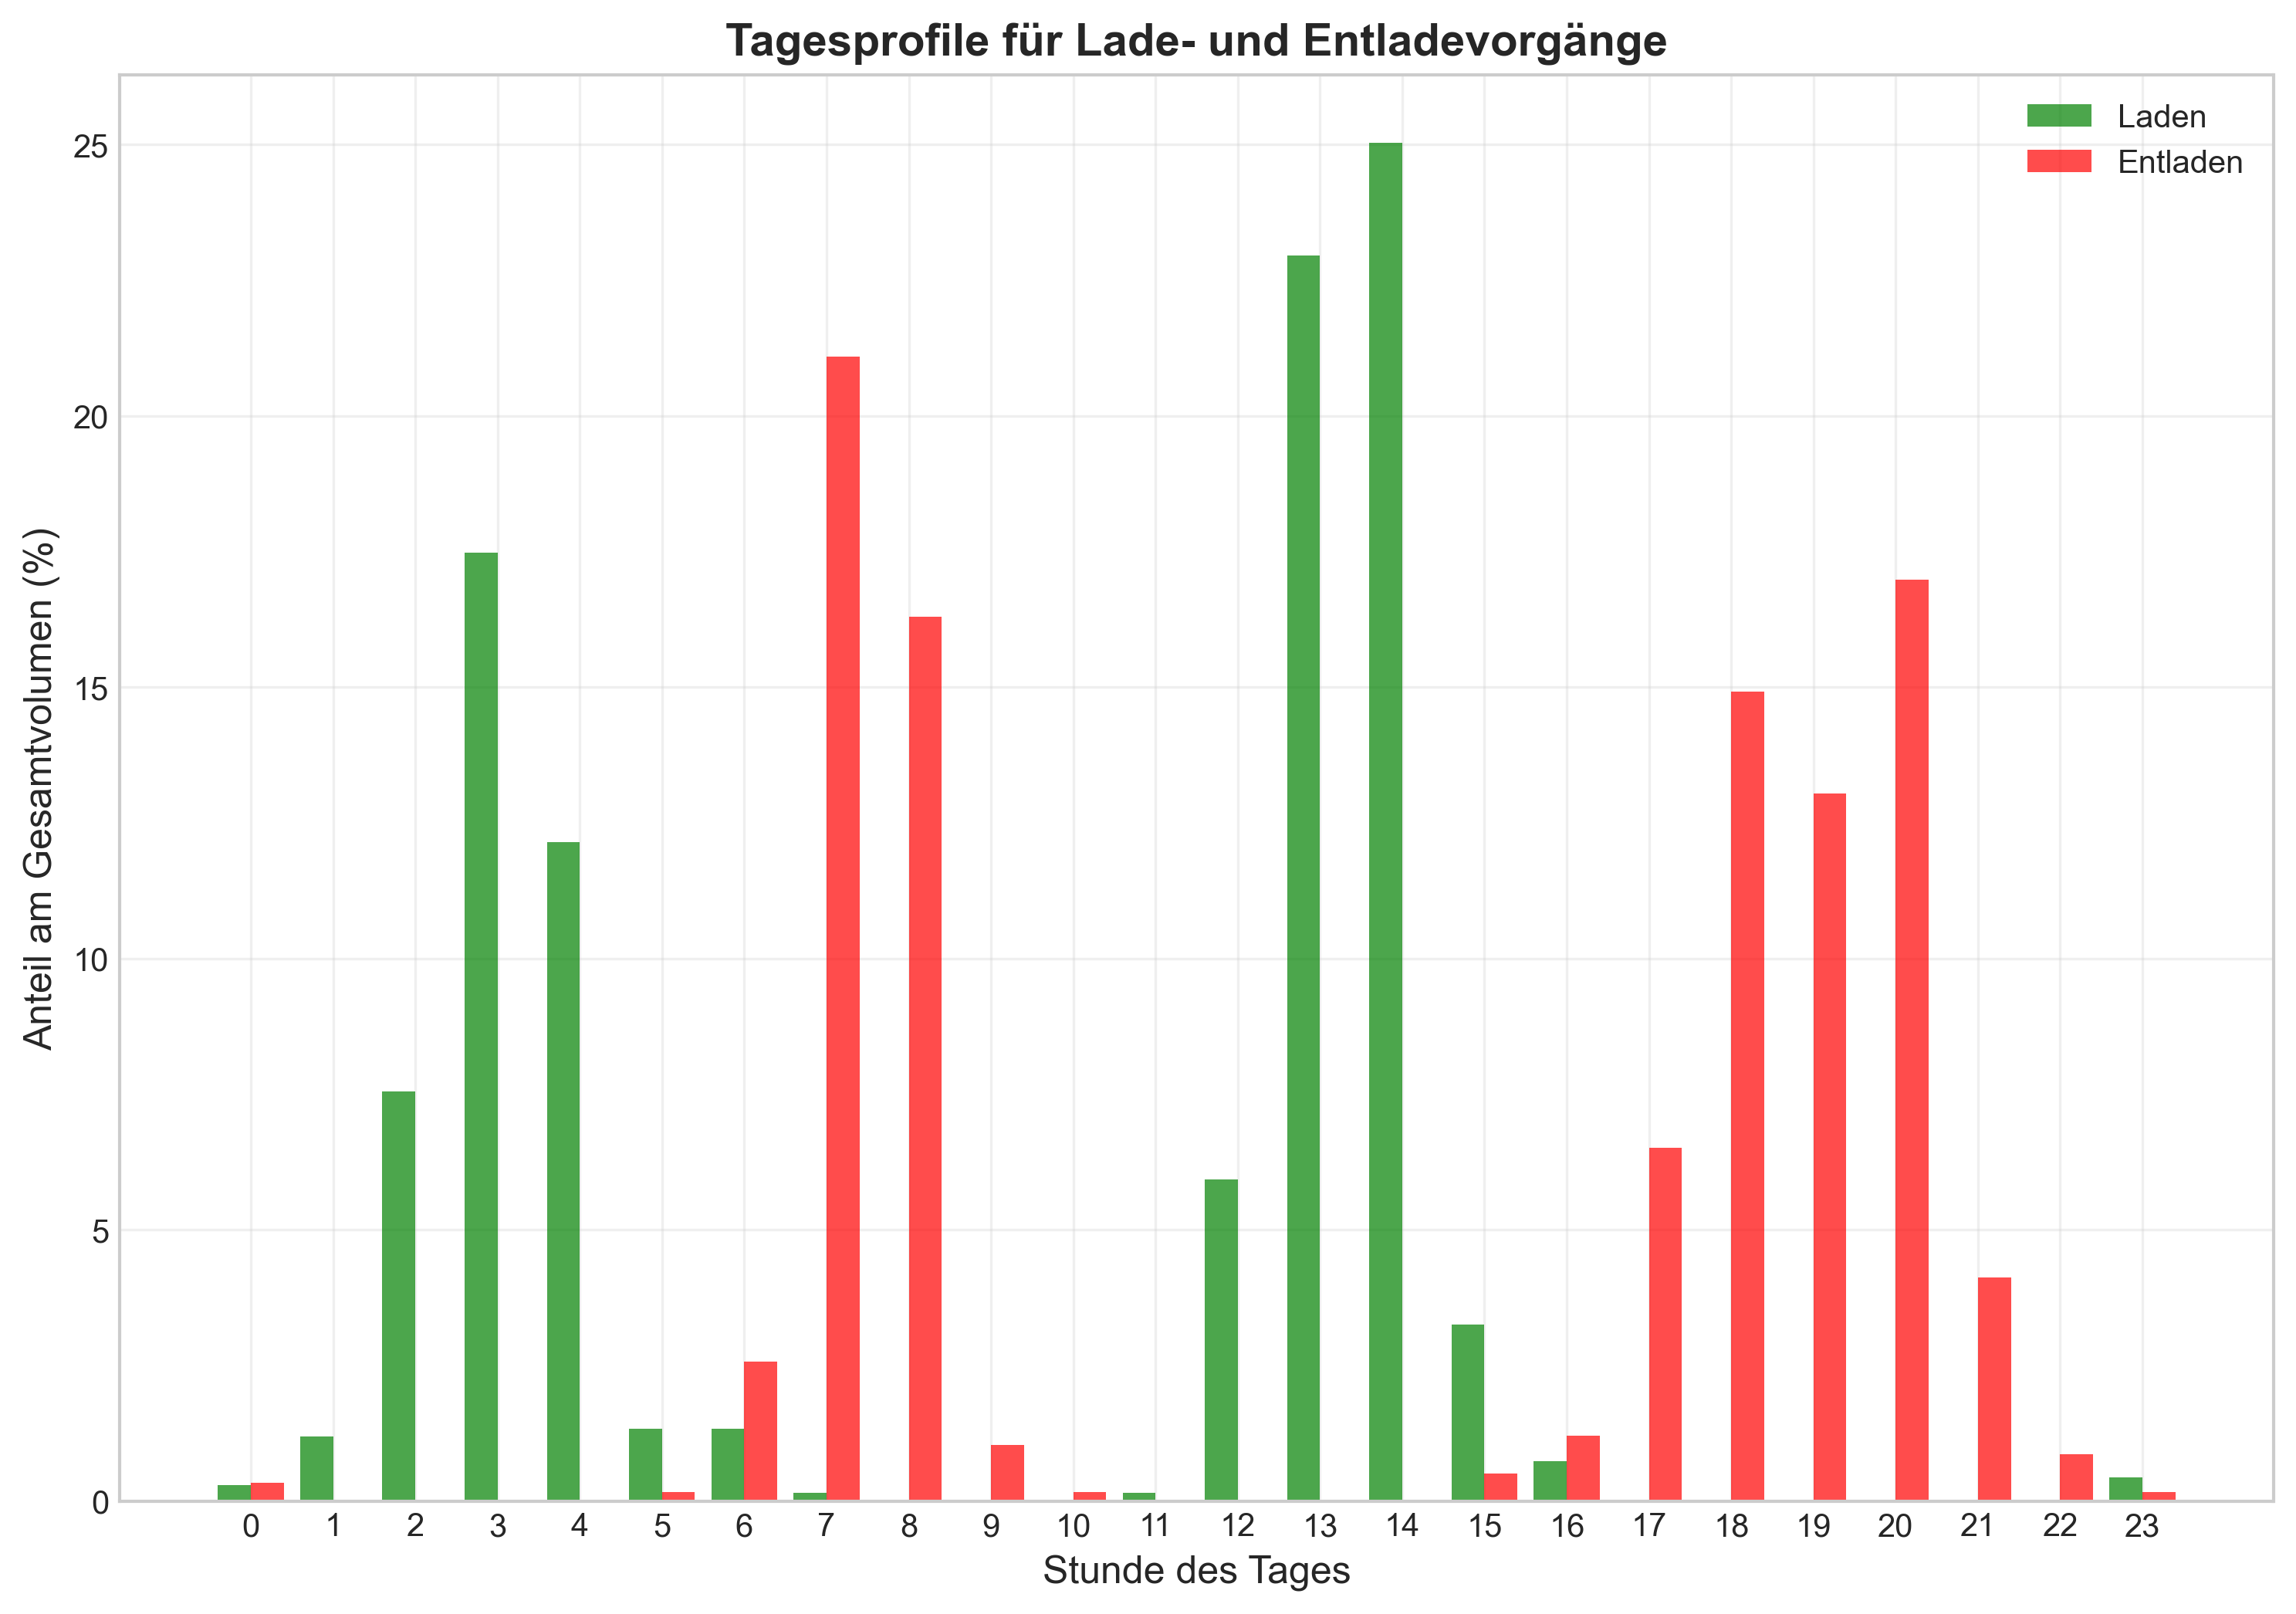 Tagesprofile für Lade- und Entladevorgänge
Laden
Entladen
Anteil am Gesamtvolumen (%)
25
20
15
10
5
0
0 1 2 3 4 5 6 7 8 9 10 11 12 13 14 15 16 17 18 19 20 21 22 23
Stunde des Tages